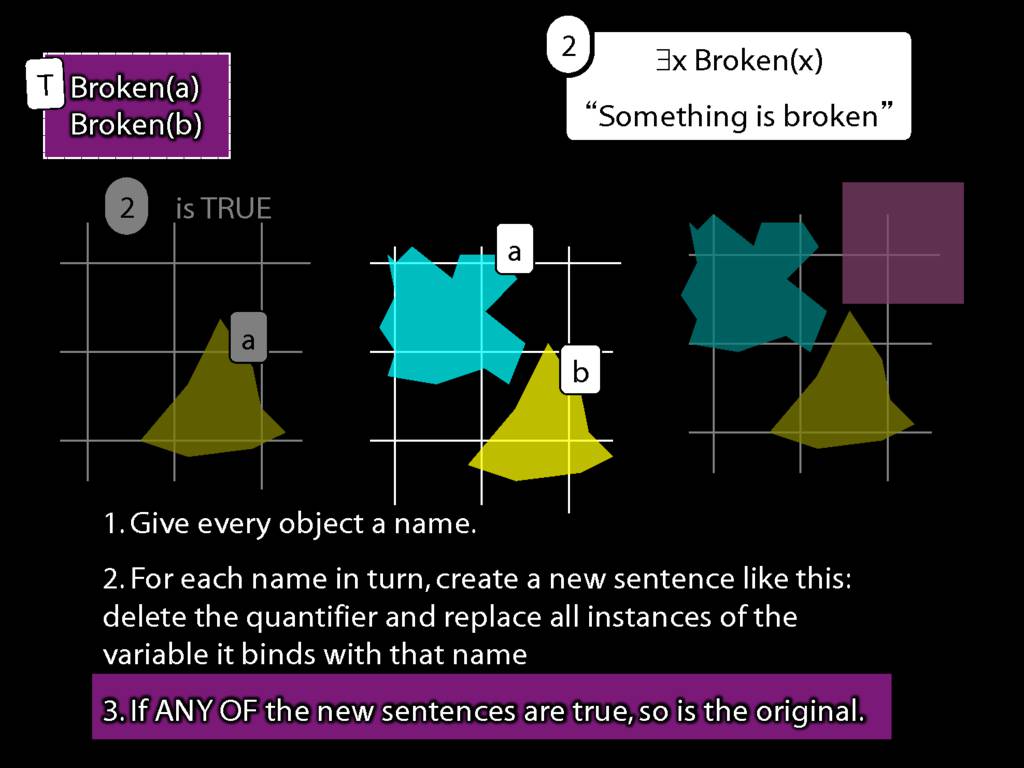 T
Broken(a)
Broken(b)
2
∃x Broken(x)
“Something is broken”
2 is TRUE
a
a
b
1. Give every object a name.
2. For each name in turn, create a new sentence like this:
delete the quantifier and replace all instances of the
variable it binds with that name
3. If ANY OF the new sentences are true, so is the original.